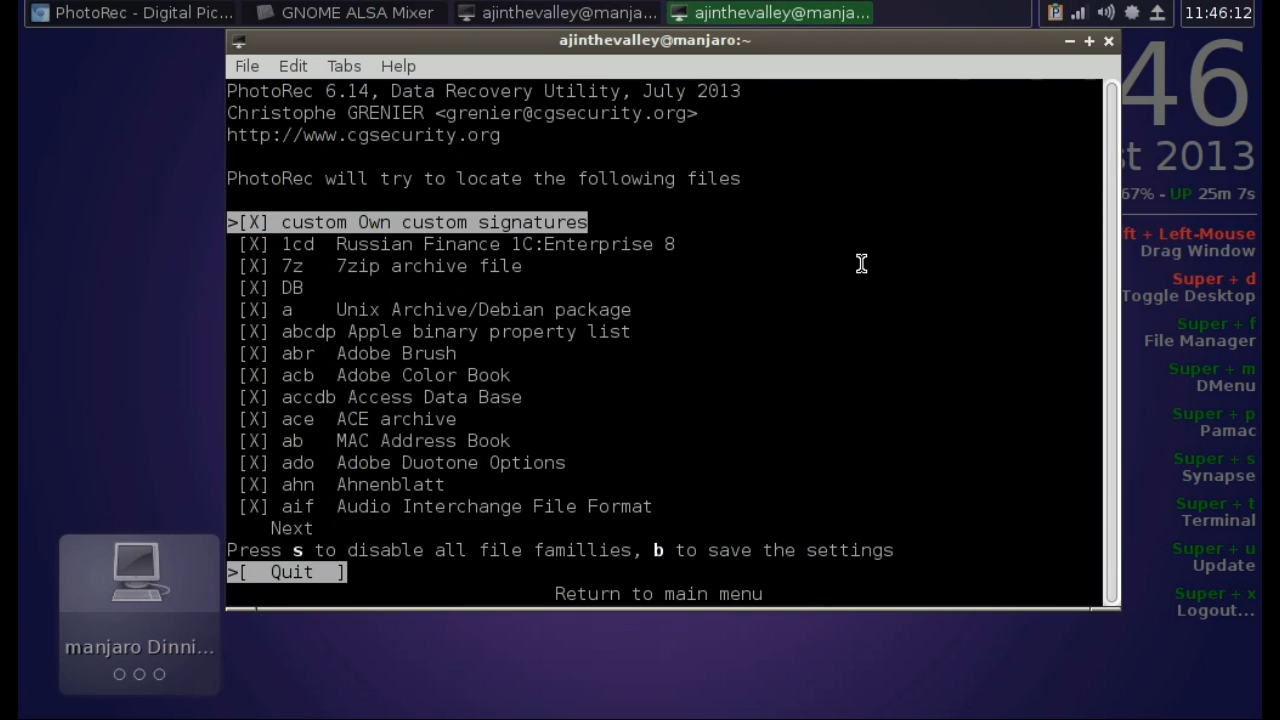 PhotoRec - Digital Pic...
GNOME ALSA Mixer
ajinthevalley@manja...
ajinthevalley@manja...
11:46:12
ajinthevalley@manjaro:~
File Edit Tabs Help
PhotoRec 6.14, Data Recovery Utility, July 2013
Christophe GRENIER <grenier@cgsecurity.org>
http://www.cgsecurity.org
PhotoRec will try to locate the following files
>[X] custom Own custom signatures
[X] 1cd Russian Finance 1C:Enterprise 8
[X] 7z 7zip archive file
[X] DB
[X] a Unix Archive/Debian package
[X] abcdp Apple binary property list
[X] abr Adobe Brush
[X] acb Adobe Color Book
[X] accdb Access Data Base
[X] ace ACE archive
[X] ab MAC Address Book
[X] ado Adobe Duotone Options
[X] ahn Ahnenblatt
[X] aif Audio Interchange File Format
Next
Press s to disable all file famillies, b to save the settings
>[ Quit ]
Return to main menu
46
st 2013
67% - UP 25m 7s
ft + Left-Mouse
Drag Window
Super + d
Toggle Desktop
Super + f
File Manager
Super + m
DMenu
Super + p
Pamac
Super + s
Synapse
Super + t
Terminal
Super + u
Update
Super + x
Logout...
manjaro Dinni...